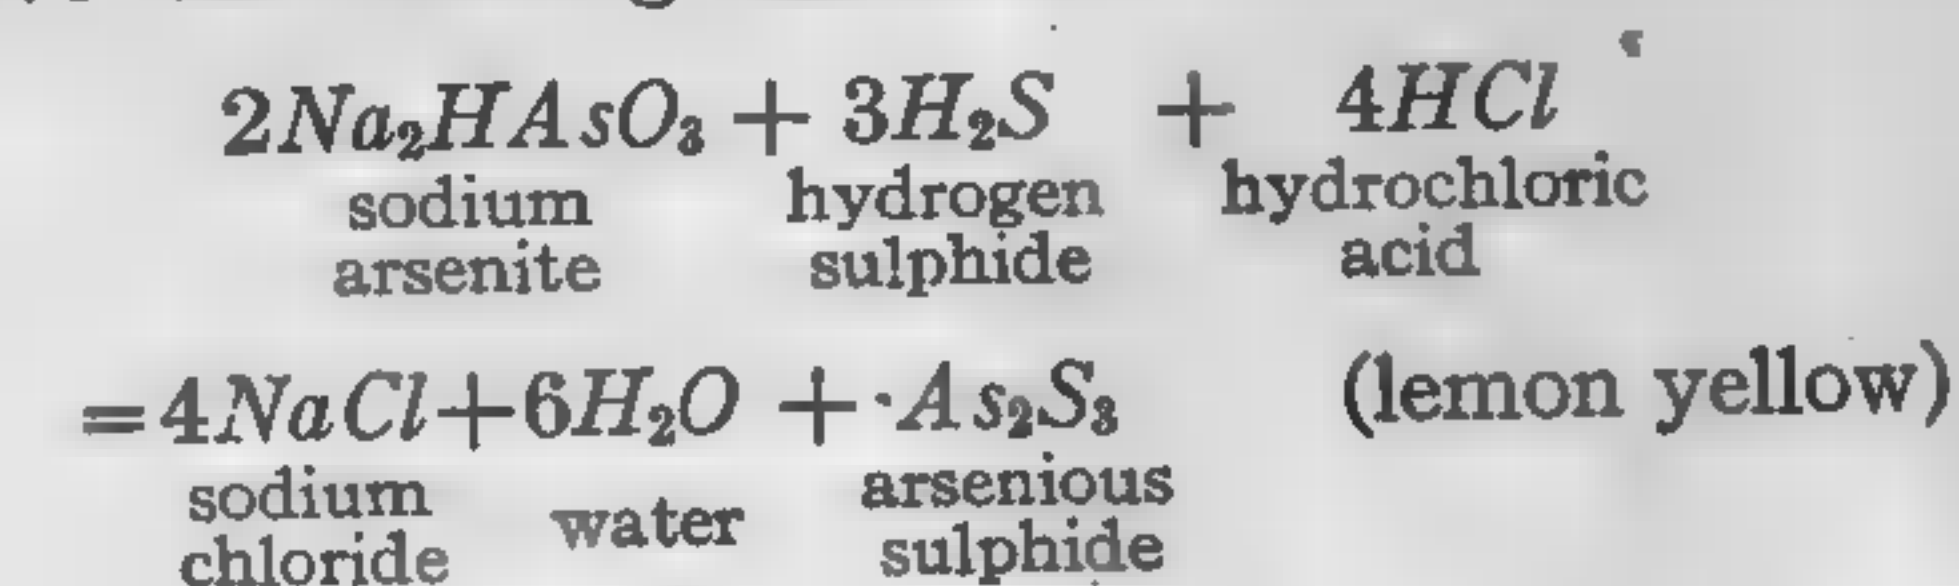 2Na₂HAsO₃ + 3H₂S + 4HCl
sodium hydrogen hydrochloric
arsenite sulphide acid
=4NaCl+6H₂O + As₂S₃ (lemon yellow)
sodium water arsenious
chloride sulphide